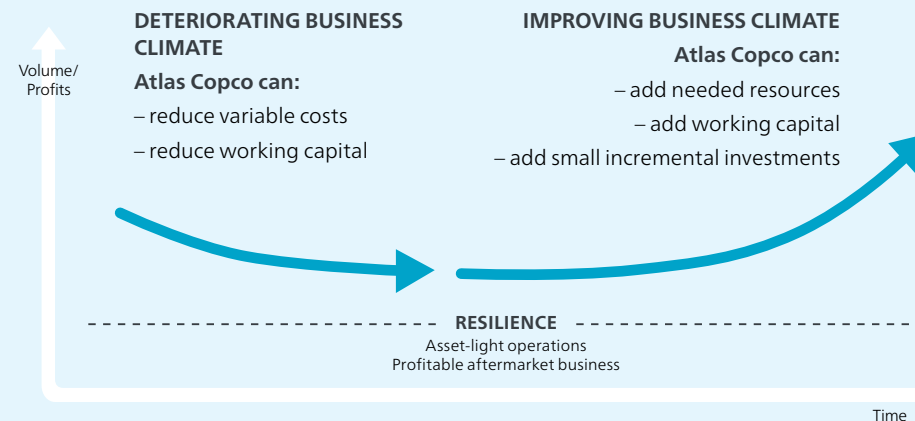 DETERIORATING BUSINESS
CLIMATE
Atlas Copco can:
– reduce variable costs
– reduce working capital
IMPROVING BUSINESS CLIMATE
Atlas Copco can:
– add needed resources
– add working capital
– add small incremental investments
Volume/
Profits
RESILIENCE
Asset-light operations
Profitable aftermarket business
Time